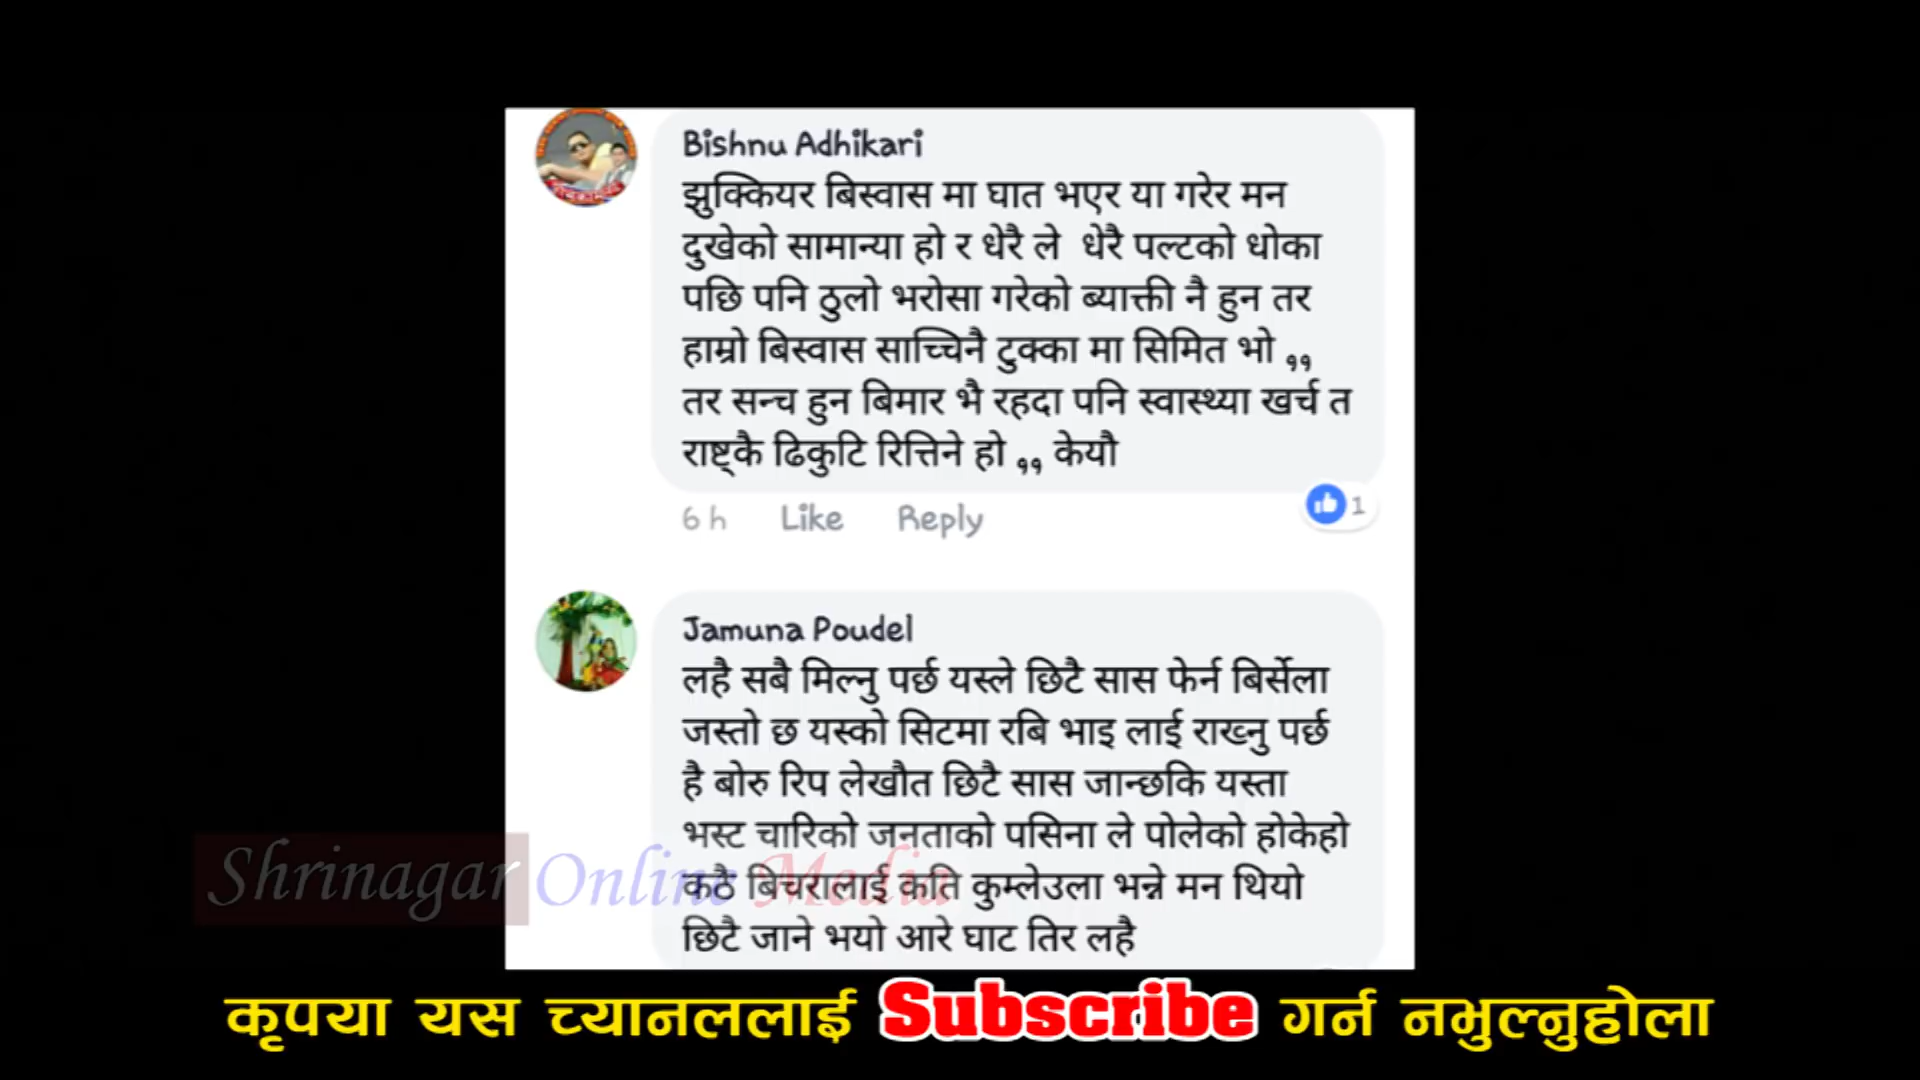 Bishnu Adhikari
झुक्कियर बिस्वास मा घात भएर या गरेर मन
दुखेको सामान्या हो र धेरै ले धेरै पल्टको धोका
पछि पनि ठुलो भरोसा गरेको ब्याक्ती नै हुन तर
हाम्रो बिस्वास साच्चिनै टुक्का मा सिमित भो ,,
तर सन्च हुन बिमार भै रहदा पनि स्वास्थ्या खर्च त
राष्ट्कै ढिकुटि रित्तिने हो ,, केयौ
6 h Like Reply 1
Jamuna Poudel
लहै सबै मिल्नु पर्छ यस्ले छिटै सास फेर्न बिर्सेला
जस्तो छ यस्को सिटमा रबि भाइ लाई राख्नु पर्छ
है बोरु रिप लेखौत छिटै सास जान्छकि यस्ता
भस्ट चारिको जनताको पसिना ले पोलेको होकेहो
कठै बिचरालाई कति कुम्लेउला भन्ने मन थियो
छिटै जाने भयो आरे घाट तिर लहै
Shrinagar Online Media
कृपया यस च्यानललाई Subscribe गर्न नभुल्नुहोला